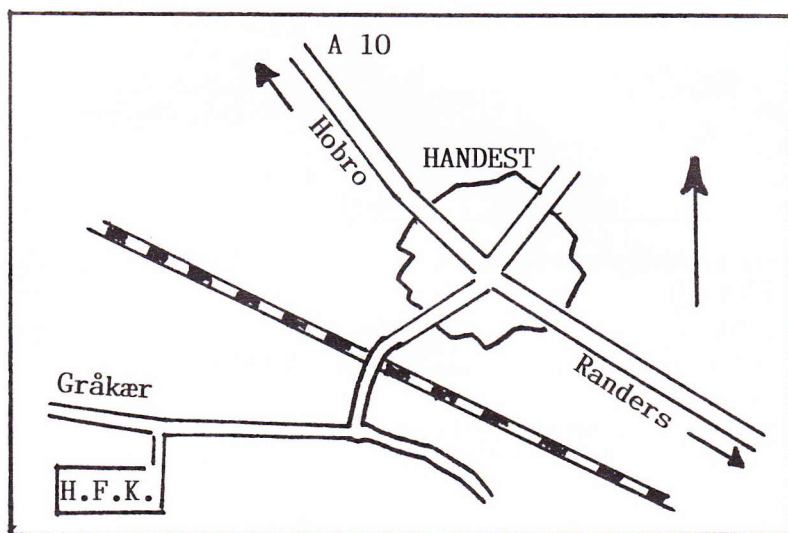 A 10
Hobro
HANDEST
Randers
Gråkær
H.F.K.